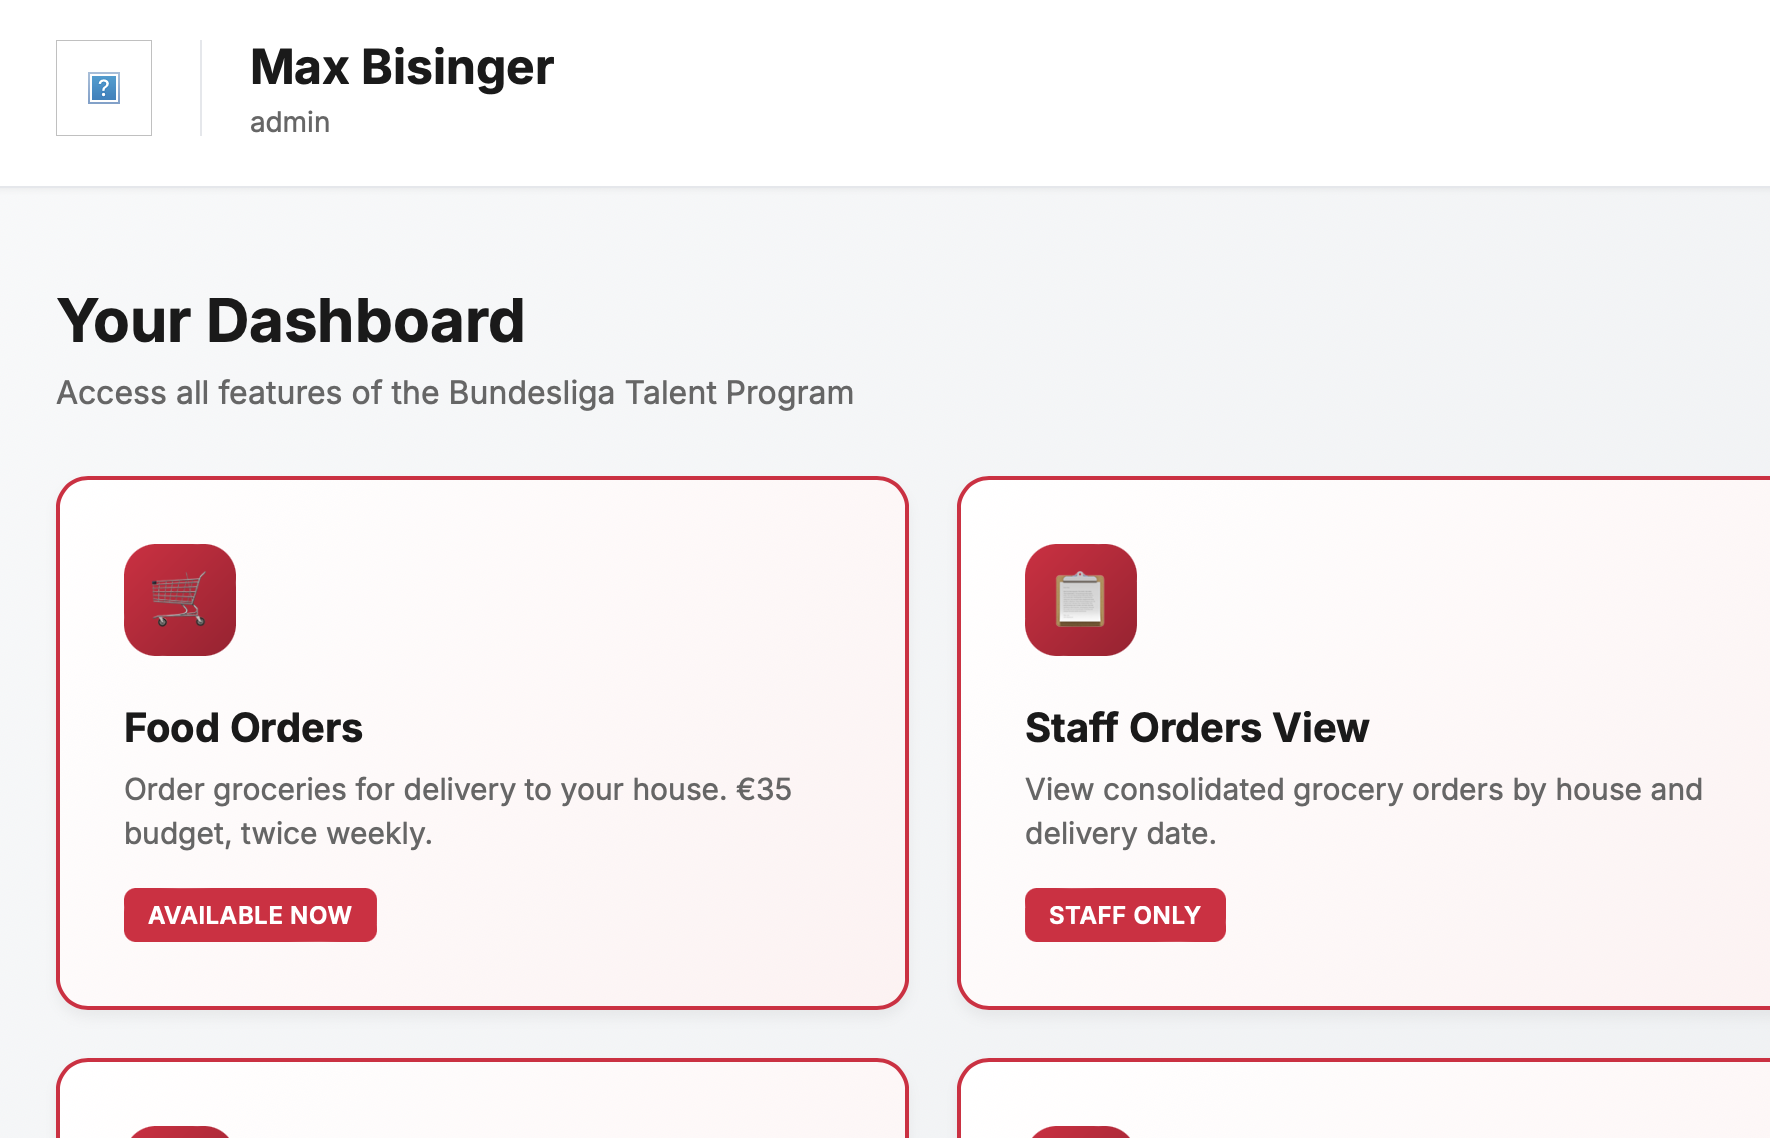 Max Bisinger
admin
Your Dashboard
Access all features of the Bundesliga Talent Program
Food Orders
Order groceries for delivery to your house. €35
budget, twice weekly.
AVAILABLE NOW
Staff Orders View
View consolidated grocery orders by house and
delivery date.
STAFF ONLY